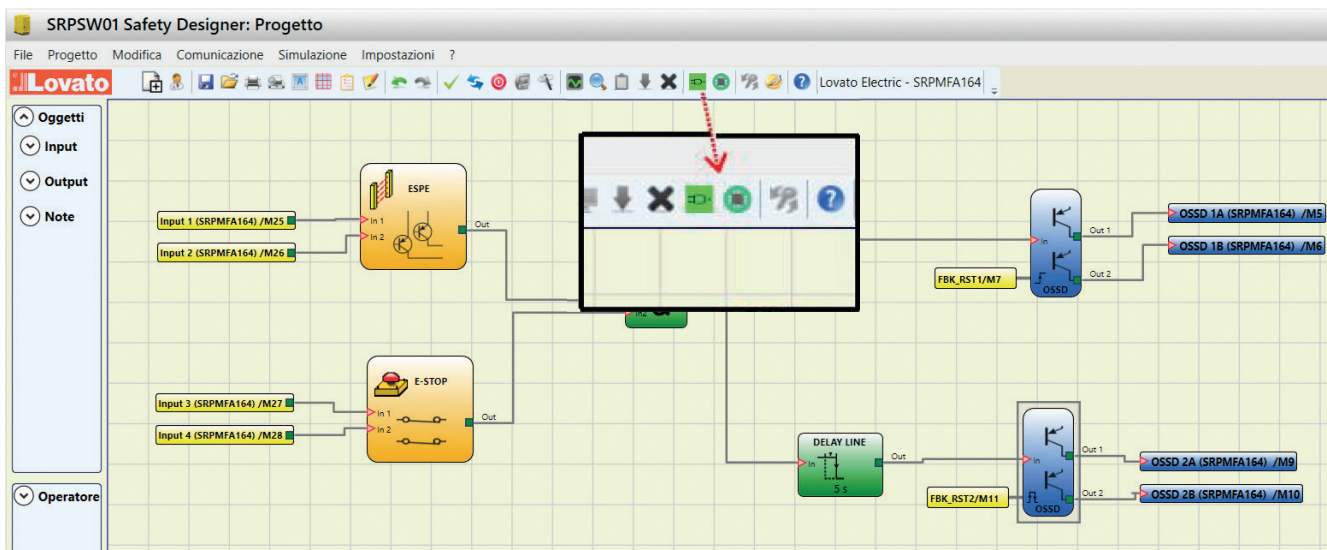 SRPSW01 Safety Designer: Progetto
File Progetto Modifica Comunicazione Simulazione Impostazioni ?
Lovato
Lovato Electric - SRPMFA164
Oggetti
Input
Output
Note
Operatore
ESPE
Input 1 (SRPMFA164) /M25
In 1
Input 2 (SRPMFA164) /M26
In 2
Out
E-STOP
Input 3 (SRPMFA164) /M27
In 1
Input 4 (SRPMFA164) /M28
In 2
Out
In2
&
DELAY LINE
In
Out
5 s
In
Out 1
OSSD 1A (SRPMFA164) /M5
OSSD 1B (SRPMFA164) /M6
FBK_RST1/M7
Out 2
OSSD
In
Out 1
OSSD 2A (SRPMFA164) /M9
FBK_RST2/M11
Out 2
OSSD 2B (SRPMFA164) /M10
OSSD